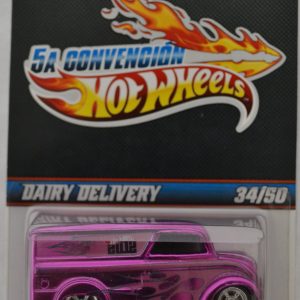 5A CONVENCIÓN
HOT WHEELS
DAIRY DELIVERY
34/50